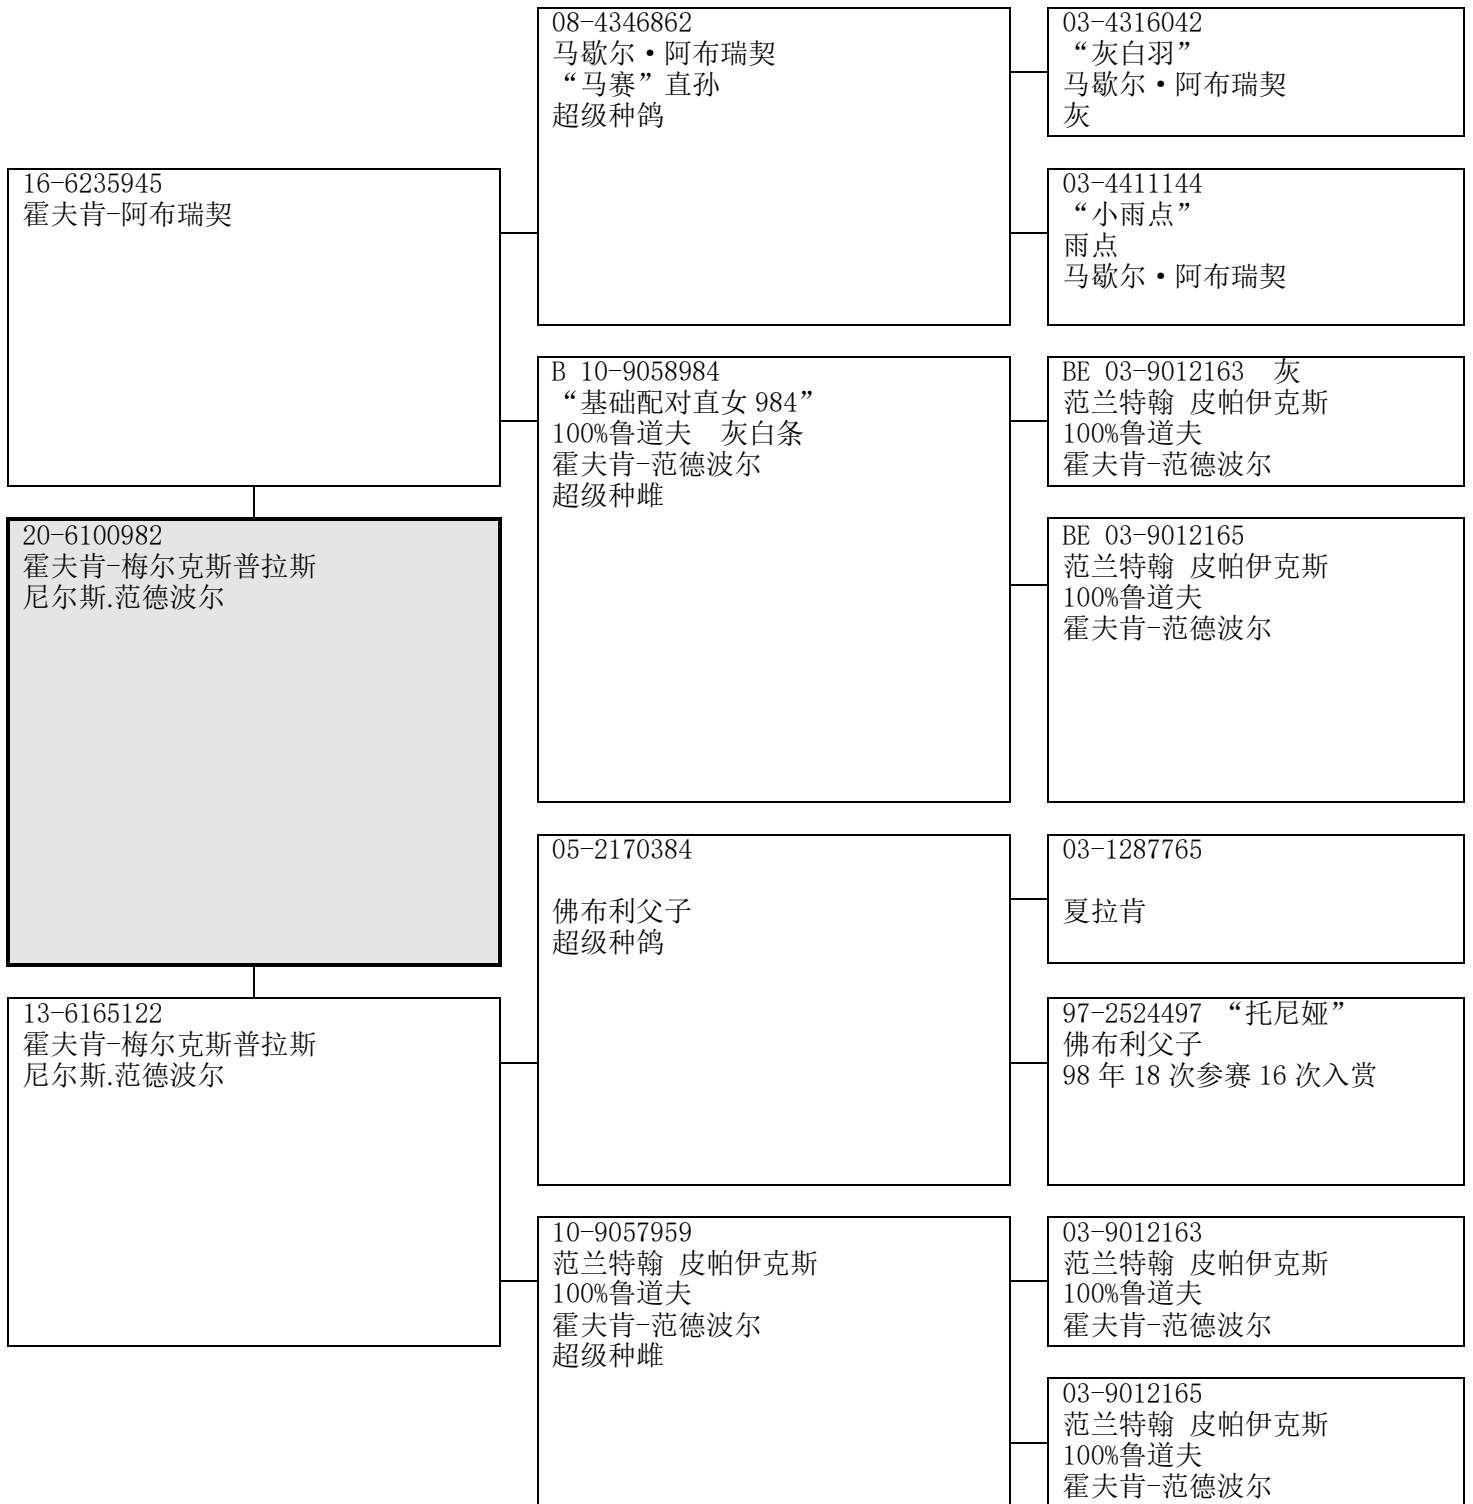 16-6235945
霍夫肯-阿布瑞契
20-6100982
霍夫肯-梅尔克斯普拉斯
尼尔斯.范德波尔
13-6165122
霍夫肯-梅尔克斯普拉斯
尼尔斯.范德波尔
08-4346862
马歇尔·阿布瑞契
“马赛”直孙
超级种鸽
B 10-9058984
“基础配对直女 984”
100%鲁道夫 灰白条
霍夫肯-范德波尔
超级种雌
05-2170384
佛布利父子
超级种鸽
10-9057959
范兰特翰 皮帕伊克斯
100%鲁道夫
霍夫肯-范德波尔
超级种雌
03-4316042
“灰白羽”
马歇尔·阿布瑞契
灰
03-4411144
“小雨点”
雨点
马歇尔·阿布瑞契
BE 03-9012163 灰
范兰特翰 皮帕伊克斯
100%鲁道夫
霍夫肯-范德波尔
BE 03-9012165
范兰特翰 皮帕伊克斯
100%鲁道夫
霍夫肯-范德波尔
03-1287765
夏拉肯
97-2524497 “托尼娅”
佛布利父子
98 年 18 次参赛 16 次入赏
03-9012163
范兰特翰 皮帕伊克斯
100%鲁道夫
霍夫肯-范德波尔
03-9012165
范兰特翰 皮帕伊克斯
100%鲁道夫
霍夫肯-范德波尔